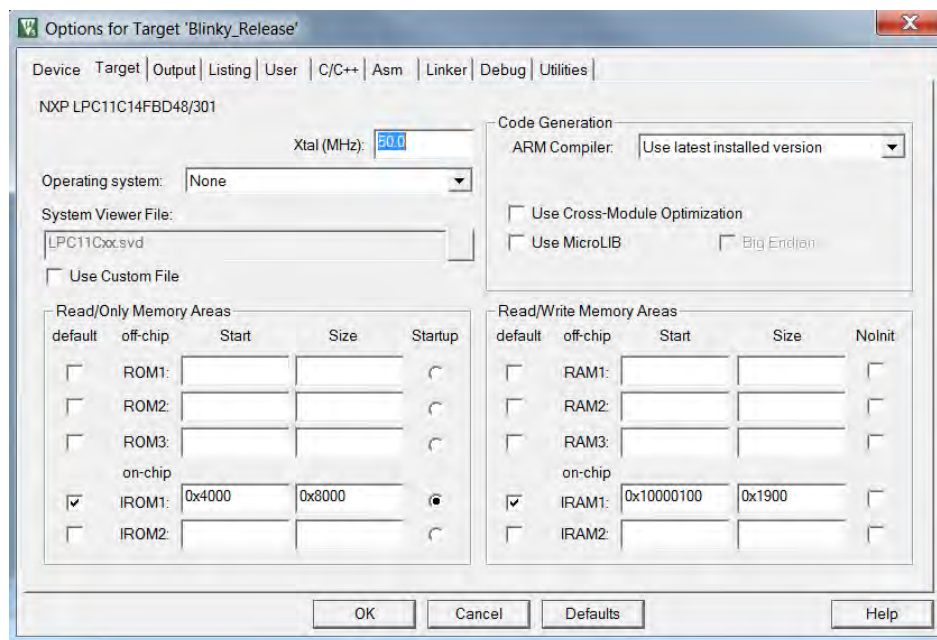 Options for Target 'Blinky_Release'
Device Target Output Listing User C/C++ Asm Linker Debug Utilities
NXP LPC11C14FBD48/301
Xtal (MHz): 50.0
Operating system: None
System Viewer File:
LPC11Cxx.svd
Use Custom File
Code Generation
ARM Compiler: Use latest installed version
Use Cross-Module Optimization
Use MicroLIB Big Endian
Read/Only Memory Areas
default off-chip Start Size Startup
ROM1:
ROM2:
ROM3:
on-chip
IROM1: 0x4000 0x8000
IROM2:
Read/Write Memory Areas
default off-chip Start Size NoInit
RAM1:
RAM2:
RAM3:
on-chip
IRAM1: 0x10000100 0x1900
IRAM2:
OK Cancel Defaults Help